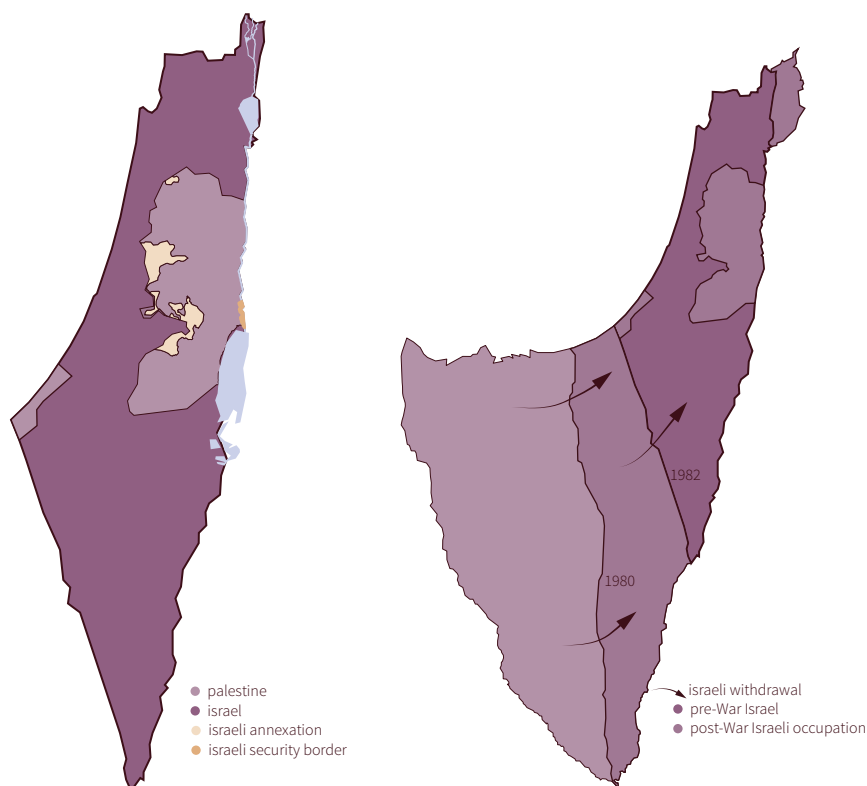 1982
1980
palestine
israel
israeli annexation
israeli security border
israeli withdrawal
pre-War Israel
post-War Israeli occupation